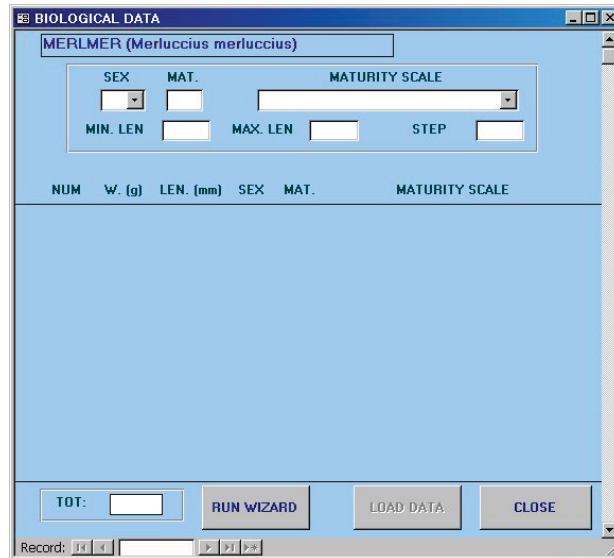 BIOLOGICAL DATA
MERLMER (Merluccius merluccius)
SEX MAT. MATURITY SCALE
MIN. LEN MAX. LEN STEP
NUM W. (g) LEN. (mm) SEX MAT. MATURITY SCALE
TOT: RUN WIZARD LOAD DATA CLOSE
Record: